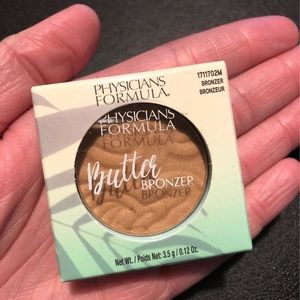 PHYSICIANS
FORMULA®
1711702M
BRONZER
BRONZEUR
PHYSICIANS
FORMULA
Butter
BRONZER
Net Wt. / Poids Net: 3.5 g / 0.12 Oz.